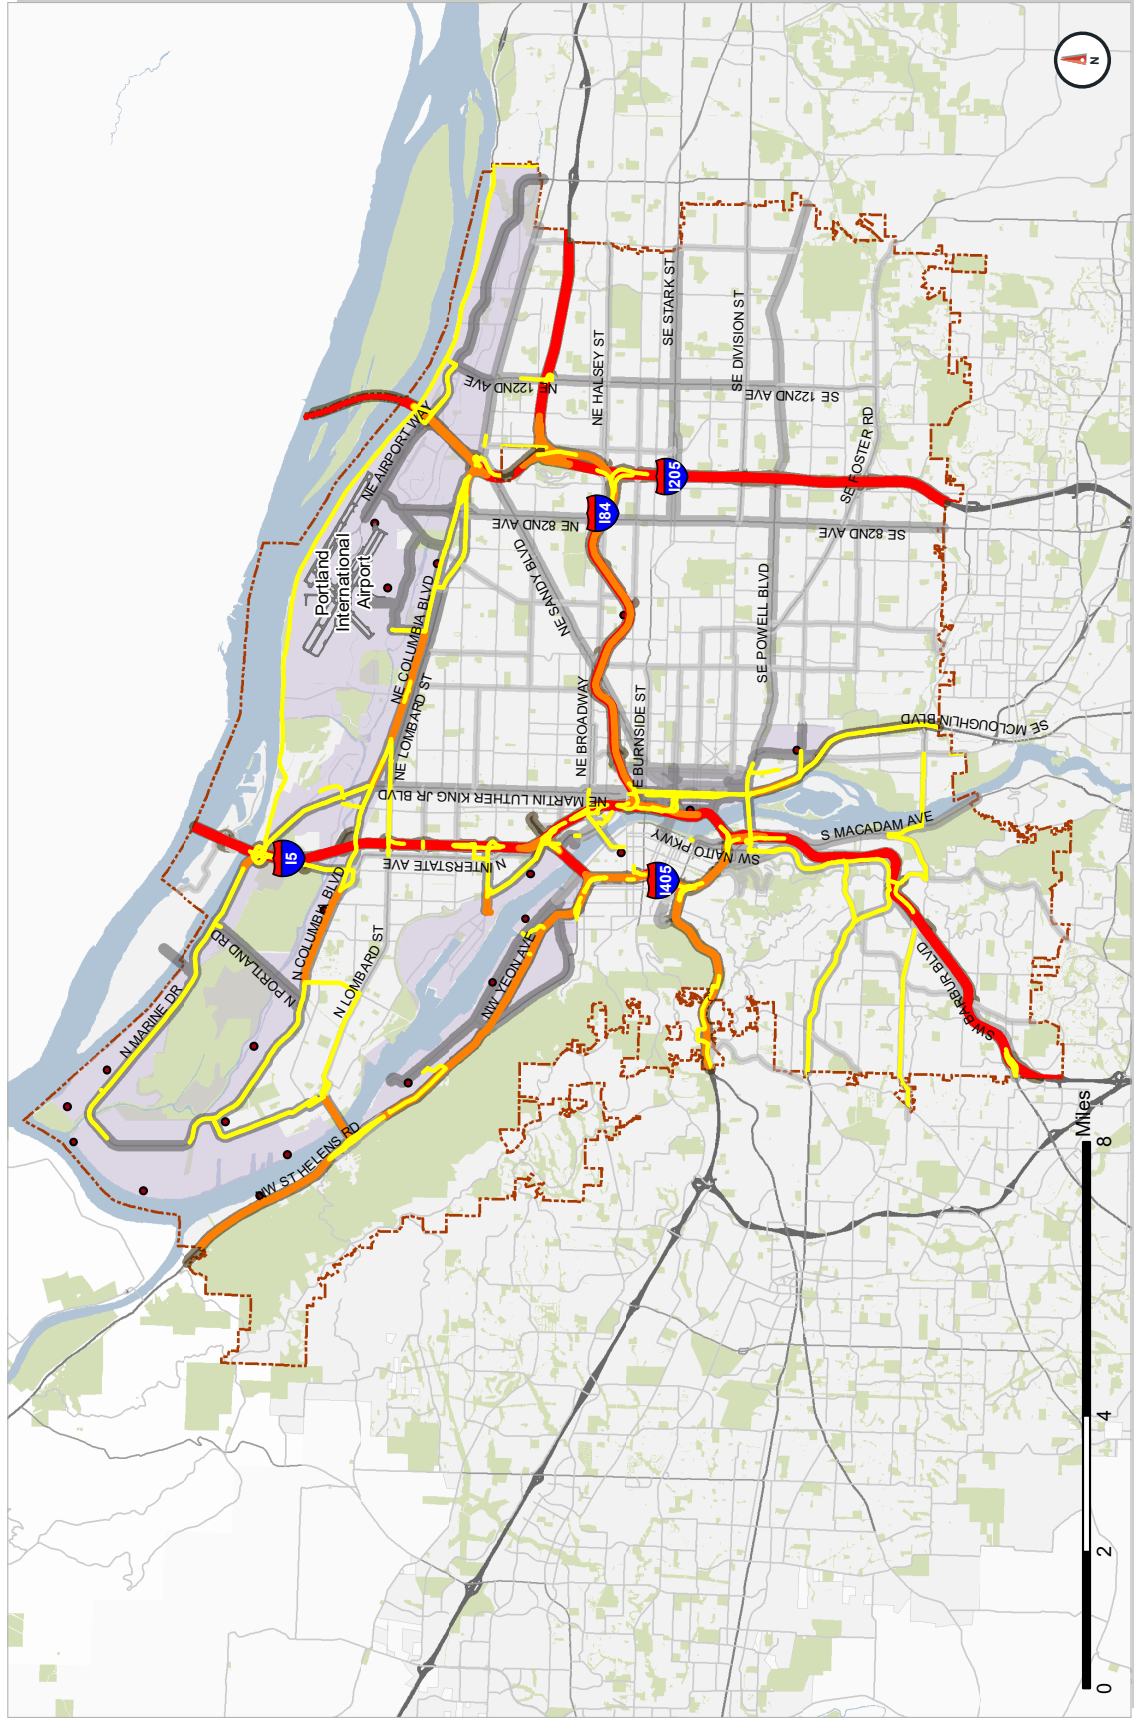 N
Portland
International
Airport
NE AIRPORT WAY
NE 122ND AVE
NE HALSEY ST
SE STARK ST
SE DIVISION ST
SE 122ND AVE
SE FOSTER RD
I205
I84
NE 82ND AVE
SE 82ND AVE
NE SANDY BLVD
SE POWELL BLVD
NE COLUMBIA BLVD
NE LOMBARD ST
NE BROADWAY
E BURNSIDE ST
SE MCLOUGHLIN BLVD
NE MARTIN LUTHER KING JR BLVD
S MACADAM AVE
SW NAITO PKWY
I5
I405
N INTERSTATE AVE
N COLUMBIA BLVD
N LOMBARD ST
N PORTLAND RD
N MARINE DR
NW YEON AVE
SW BARBUR BLVD
NW ST HELENS RD
0
2
4
8
Miles